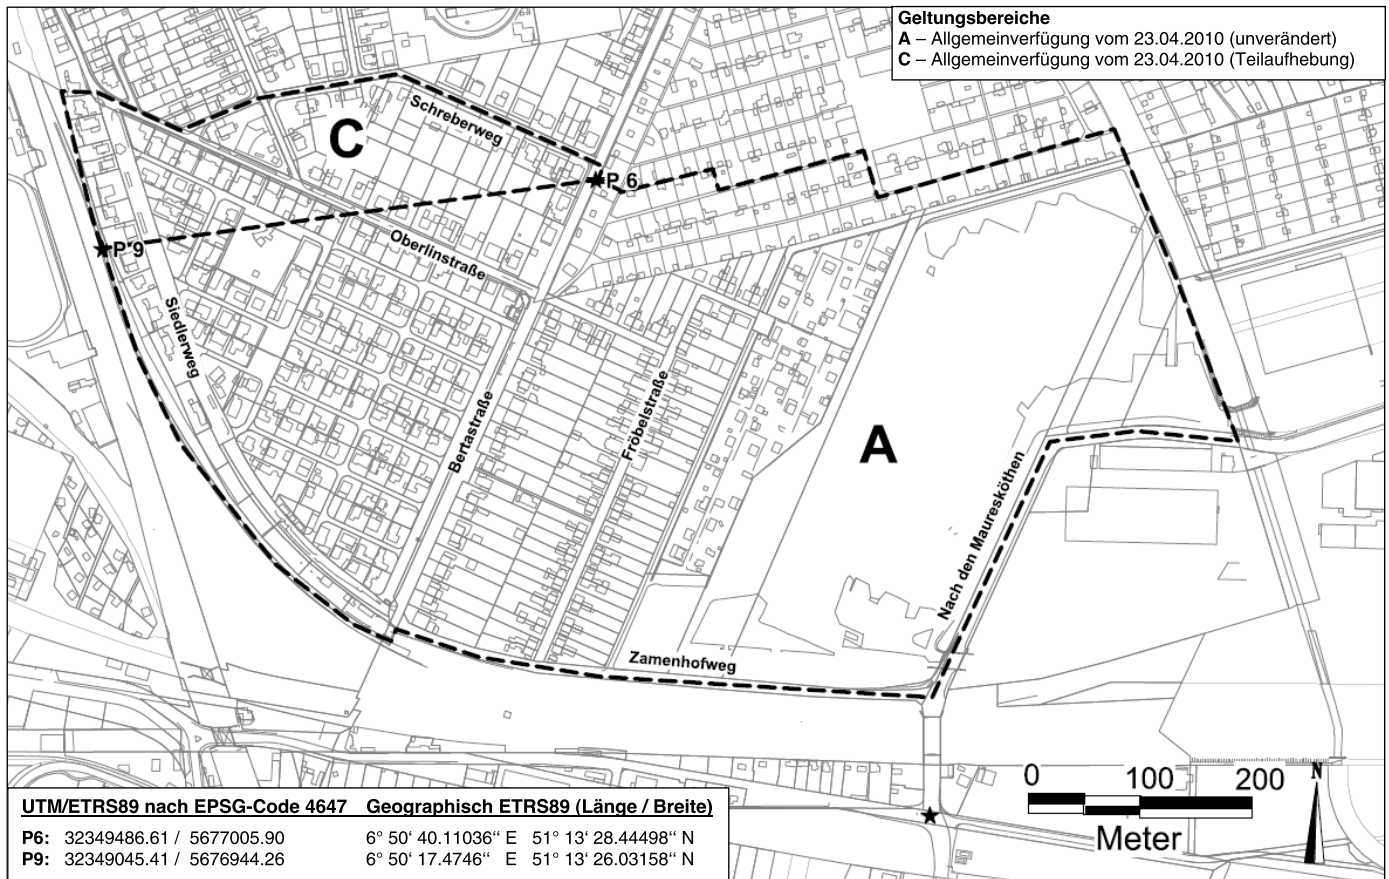 Geltungsbereiche
A – Allgemeinverfügung vom 23.04.2010 (unverändert)
C – Allgemeinverfügung vom 23.04.2010 (Teilaufhebung)
Schreberweg
C
P 6
P 9
Oberlinstraße
Siedlerweg
Bertastraße
Fröbelstraße
A
Nach den Mauresköthen
Zamenhofweg
0 100 200
Meter
N
UTM/ETRS89 nach EPSG-Code 4647 Geographisch ETRS89 (Länge / Breite)
P6: 32349486.61 / 5677005.90 6° 50‘ 40.11036“ E 51° 13‘ 28.44498“ N
P9: 32349045.41 / 5676944.26 6° 50‘ 17.4746“ E 51° 13‘ 26.03158“ N